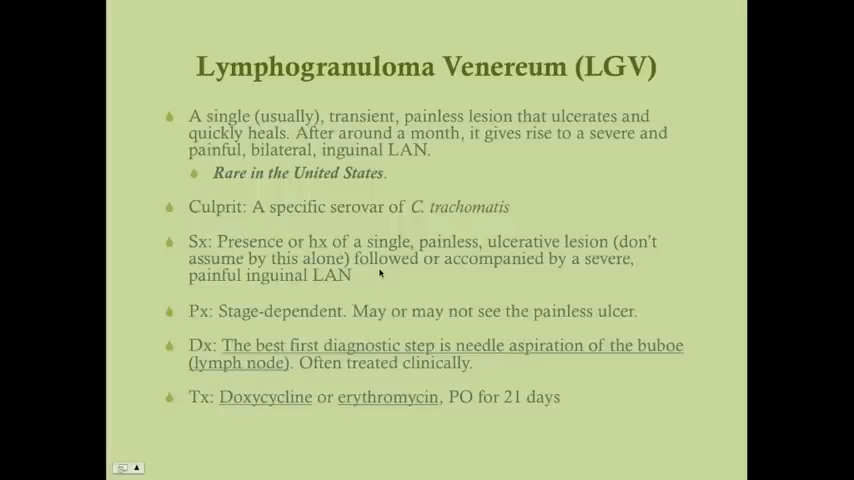 Lymphogranuloma Venereum (LGV)
A single (usually), transient, painless lesion that ulcerates and
quickly heals. After around a month, it gives rise to a severe and
painful, bilateral, inguinal LAN.
Rare in the United States.
Culprit: A specific serovar of C. trachomatis
Sx: Presence or hx of a single, painless, ulcerative lesion (don't
assume by this alone) followed or accompanied by a severe,
painful inguinal LAN
Px: Stage-dependent. May or may not see the painless ulcer.
Dx: The best first diagnostic step is needle aspiration of the buboe
(lymph node). Often treated clinically.
Tx: Doxycycline or erythromycin, PO for 21 days